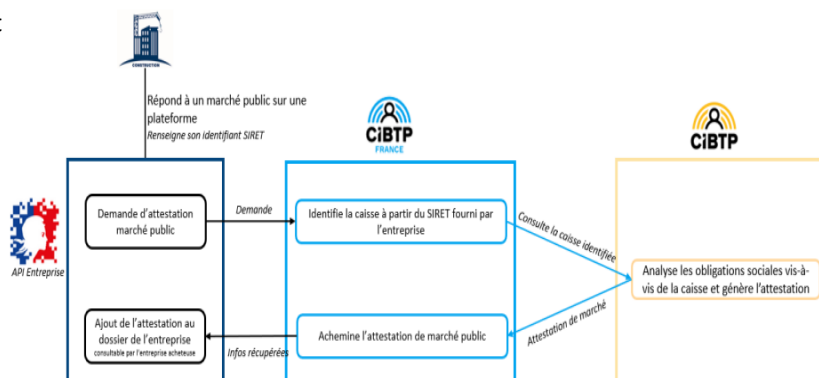 CONSTRUCTION
Répond à un marché public sur une
plateforme
Renseigne son identifiant SIRET
CiBTP
FRANCE
CiBTP
API Entreprise
Demande d'attestation
marché public
Demande
Identifie la caisse à partir du SIRET fourni par
l'entreprise
Consulte la caisse identifiée
Analyse les obligations sociales vis-à-
vis de la caisse et génère l'attestation
Attestation de marché
Achemine l'attestation de marché public
Infos récupérées
Ajout de l'attestation au
dossier de l'entreprise
consultable par l'entreprise acheteuse